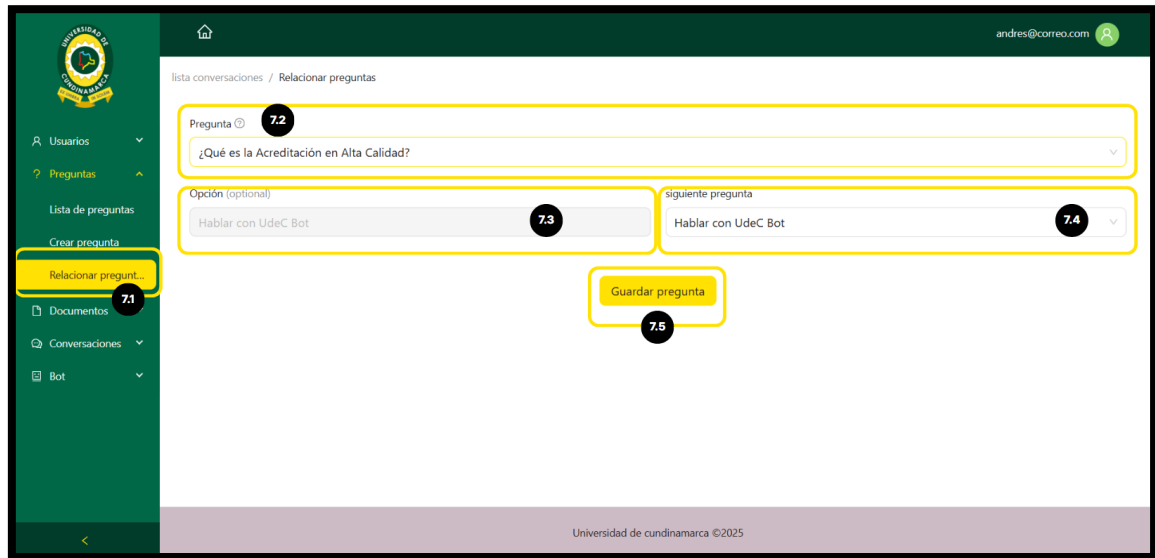 UNIVERSIDAD DE
CUNDINAMARCA
andres@correo.com
lista conversaciones / Relacionar preguntas
Usuarios
Preguntas
Lista de preguntas
Crear pregunta
Relacionar pregunt...
7.1
Documentos
Conversaciones
Bot
Pregunta
7.2
¿Qué es la Acreditación en Alta Calidad?
Opción (optional)
Hablar con UdeC Bot
7.3
siguiente pregunta
Hablar con UdeC Bot
7.4
Guardar pregunta
7.5
Universidad de cundinamarca ©2025